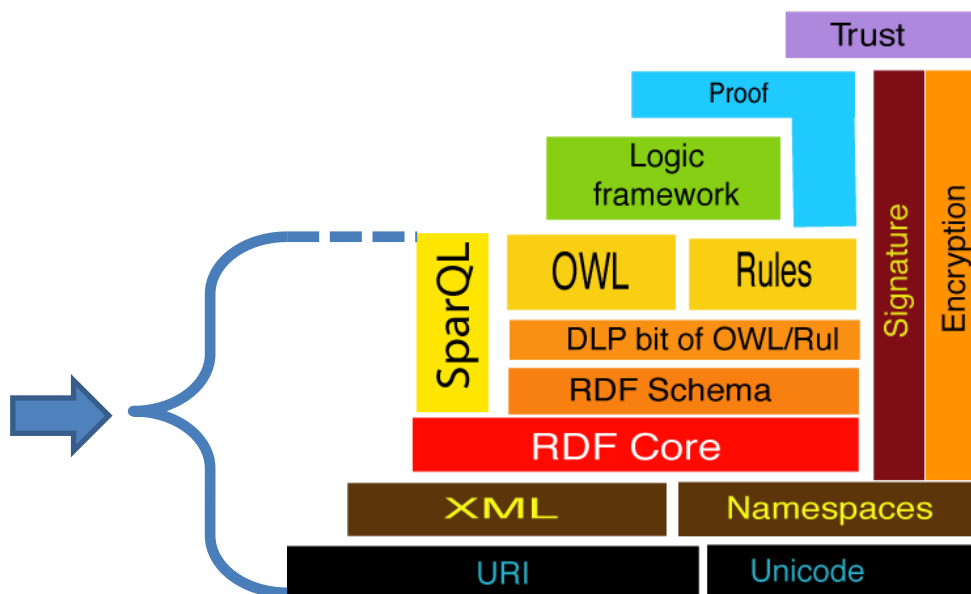 Trust
Proof
Logic
framework
SparQL
OWL
Rules
Signature
Encryption
DLP bit of OWL/Rul
RDF Schema
RDF Core
XML
Namespaces
URI
Unicode